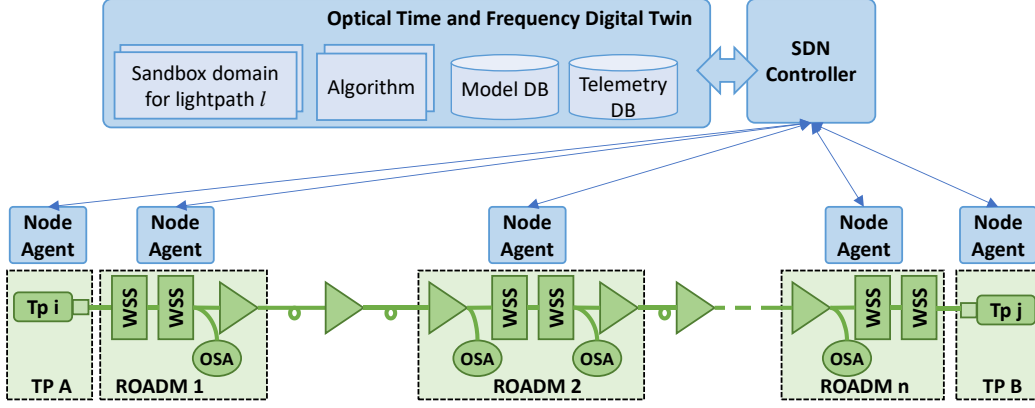 Optical Time and Frequency Digital Twin
Sandbox domain
for lightpath l
Algorithm
Model DB
Telemetry
DB
SDN
Controller
Node
Agent
Node
Agent
Node
Agent
Node
Agent
Node
Agent
Tp i
WSS
WSS
OSA
OSA
WSS
WSS
OSA
OSA
WSS
WSS
Tp j
TP A
ROADM 1
ROADM 2
ROADM n
TP B